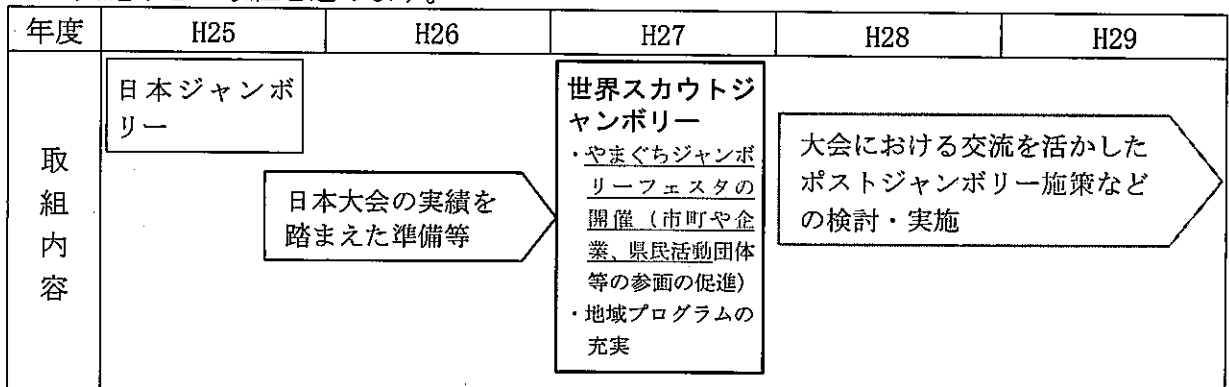 年度 H25 H26 H27 H28 H29
取組内容
日本ジャンボ
リー
日本大会の実績を
踏まえた準備等
世界スカウトジ
ャンボリー
・やまぐちジャンボ
リーフェスタの
開催(市町や企
業、県民活動団体
等の参画の促進)
・地域プログラムの
充実
大会における交流を活かした
ポストジャンボリー施策など
の検討・実施